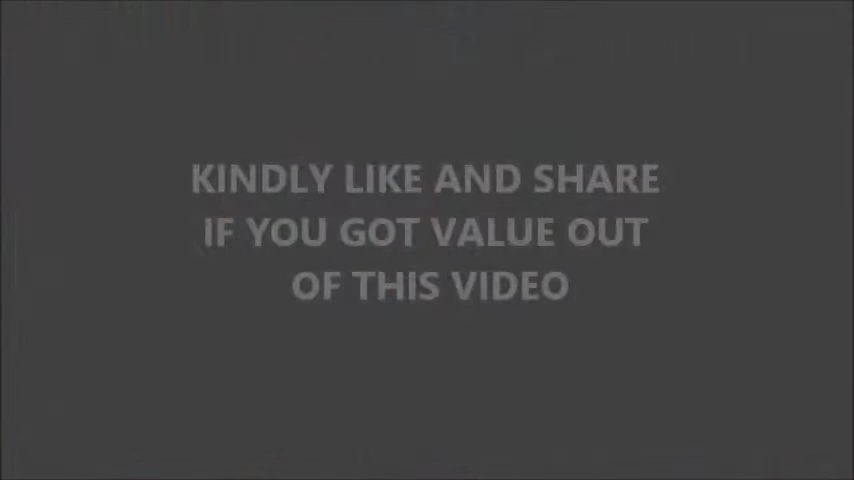 KINDLY LIKE AND SHARE
IF YOU GOT VALUE OUT
OF THIS VIDEO